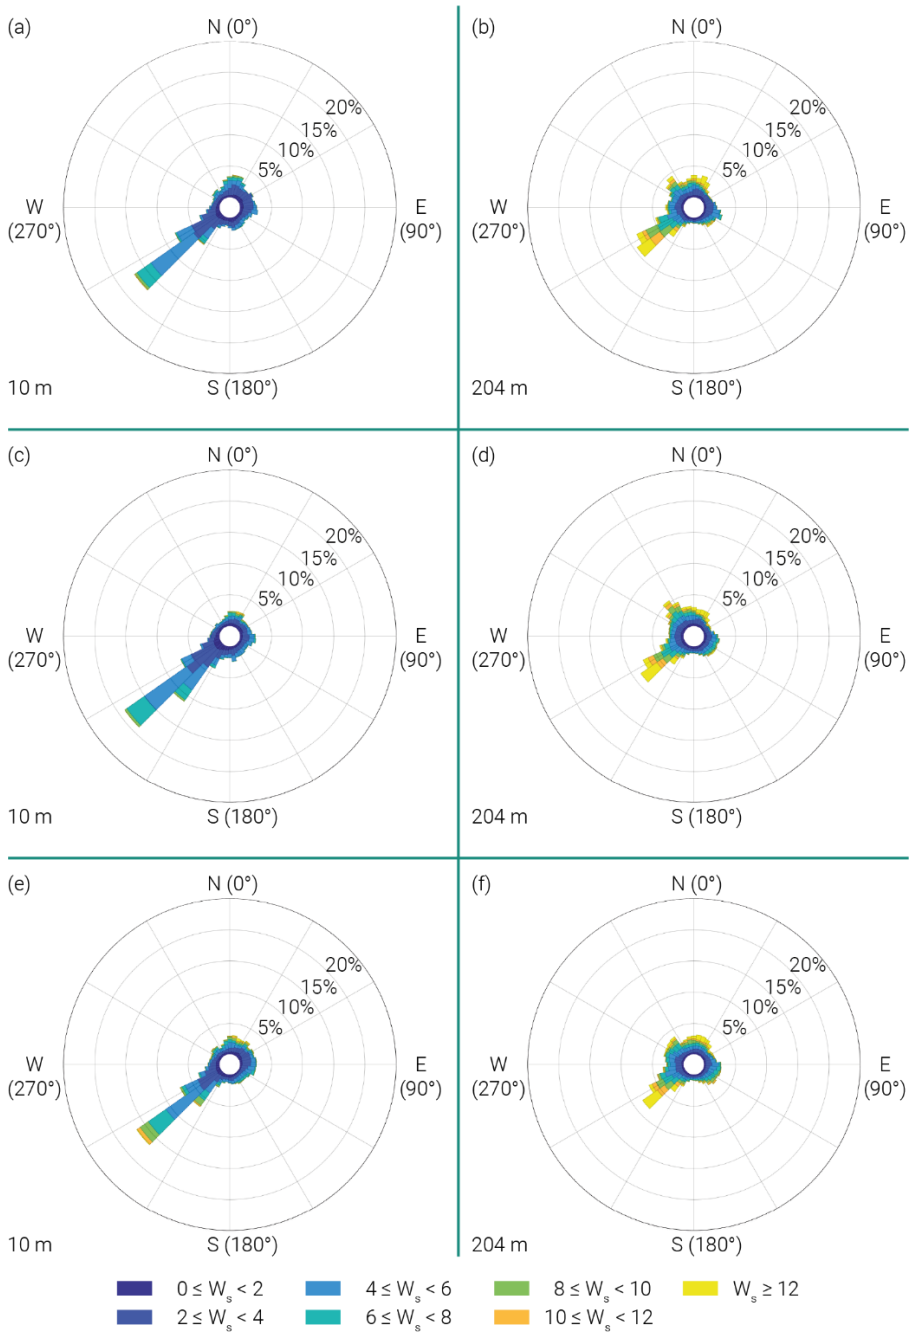 (a)
N (0°)
20%
15%
10%
5%
W
(270°)
E
(90°)
10 m
S (180°)
(b)
N (0°)
20%
15%
10%
5%
W
(270°)
E
(90°)
204 m
S (180°)
(c)
N (0°)
20%
15%
10%
5%
W
(270°)
E
(90°)
10 m
S (180°)
(d)
N (0°)
20%
15%
10%
5%
W
(270°)
E
(90°)
204 m
S (180°)
(e)
N (0°)
20%
15%
10%
5%
W
(270°)
E
(90°)
10 m
S (180°)
(f)
N (0°)
20%
15%
10%
5%
W
(270°)
E
(90°)
204 m
S (180°)
0 ≤ Wₛ < 2
4 ≤ Wₛ < 6
8 ≤ Wₛ < 10
Wₛ ≥ 12
2 ≤ Wₛ < 4
6 ≤ Wₛ < 8
10 ≤ Wₛ < 12